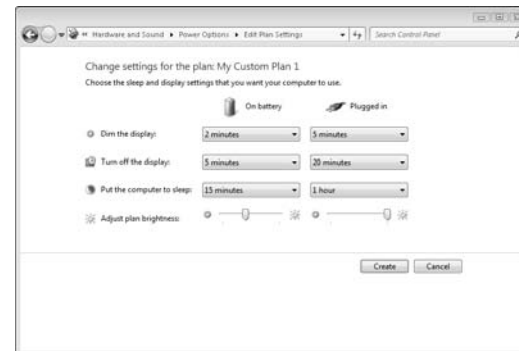 « Hardware and Sound ▸ Power Options ▸ Edit Plan Settings
Search Control Panel
Change settings for the plan: My Custom Plan 1
Choose the sleep and display settings that you want your computer to use.
On battery Plugged in
Dim the display: 2 minutes 5 minutes
Turn off the display: 5 minutes 20 minutes
Put the computer to sleep: 15 minutes 1 hour
Adjust plan brightness:
Create Cancel